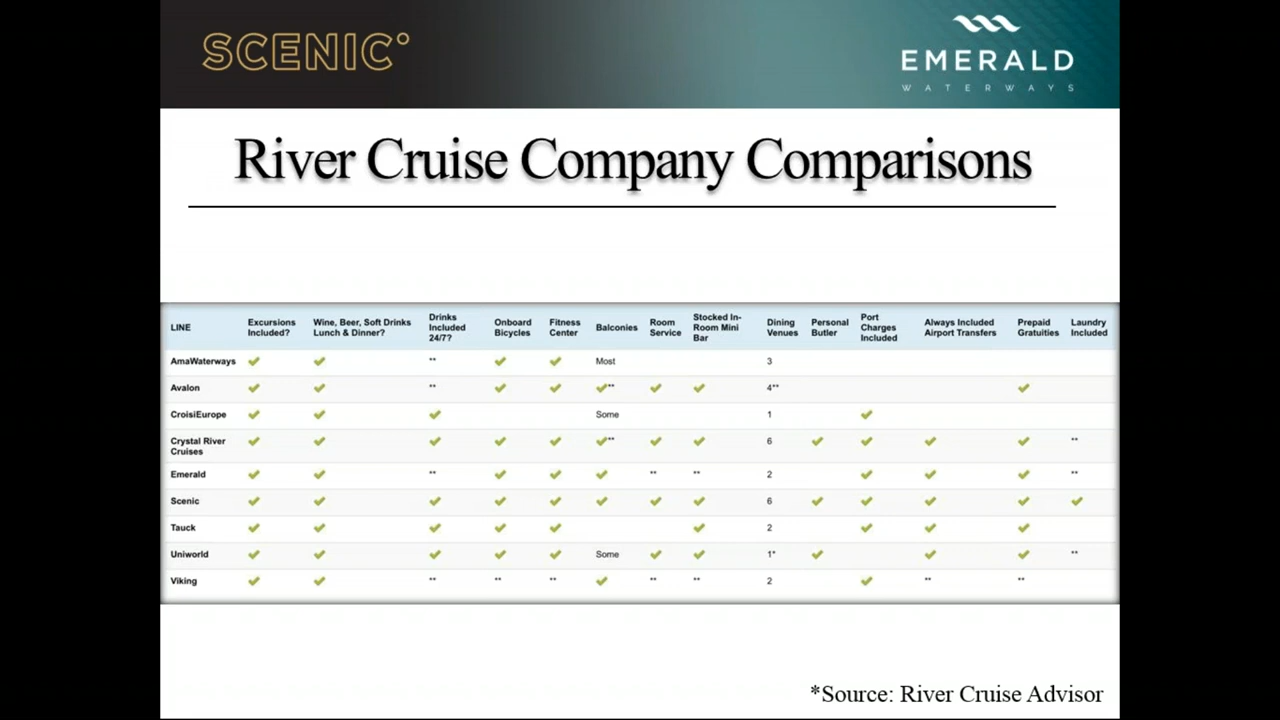 SCENIC°
EMERALD
WATERWAYS
River Cruise Company Comparisons
LINE Excursions Included? Wine, Beer, Soft Drinks Lunch & Dinner? Drinks Included 24/7? Onboard Bicycles Fitness Center Balconies Room Service Stocked In-Room Mini Bar Dining Venues Personal Butler Port Charges Included Always Included Airport Transfers Prepaid Gratuities Laundry Included
AmaWaterways ✓ ✓ ** ✓ ✓ Most 3
Avalon ✓ ✓ ** ✓ ✓ ✓** ✓ ✓ 4** ✓
CroisiEurope ✓ ✓ ✓ Some 1 ✓
Crystal River Cruises ✓ ✓ ✓ ✓ ✓ ✓** ✓ ✓ 6 ✓ ✓ ✓ ✓ **
Emerald ✓ ✓ ** ✓ ✓ ✓ ** ** 2 ✓ ✓ ✓ **
Scenic ✓ ✓ ✓ ✓ ✓ ✓ ✓ ✓ 6 ✓ ✓ ✓ ✓ ✓
Tauck ✓ ✓ ✓ ✓ ✓ ✓ 2 ✓ ✓ ✓
Uniworld ✓ ✓ ✓ ✓ ✓ Some ✓ ✓ 1* ✓ ✓ ✓ **
Viking ✓ ✓ ** ** ** ✓ ** ** 2 ✓ ** **
*Source: River Cruise Advisor